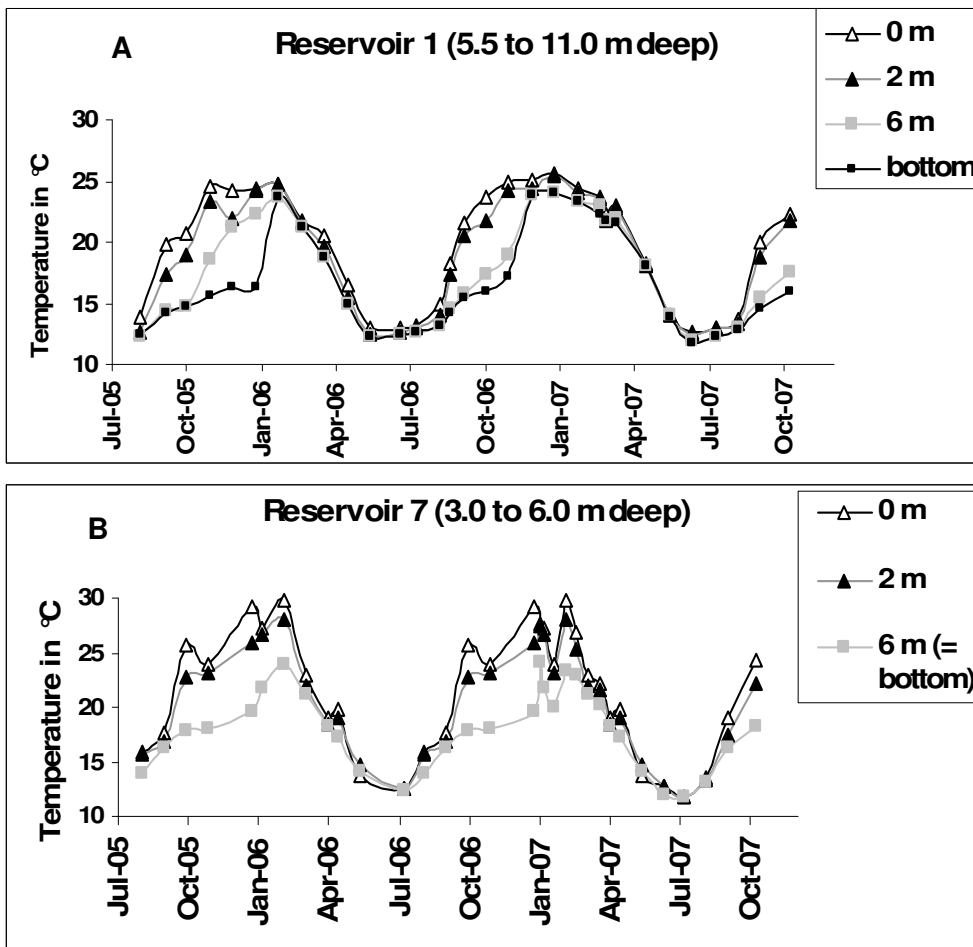 A
Reservoir 1 (5.5 to 11.0 m deep)
0 m
2 m
6 m
bottom
Temperature in °C
30
25
20
15
10
Jul-05
Oct-05
Jan-06
Apr-06
Jul-06
Oct-06
Jan-07
Apr-07
Jul-07
Oct-07
B
Reservoir 7 (3.0 to 6.0 m deep)
0 m
2 m
6 m (=
bottom)
Temperature in °C
30
25
20
15
10
Jul-05
Oct-05
Jan-06
Apr-06
Jul-06
Oct-06
Jan-07
Apr-07
Jul-07
Oct-07